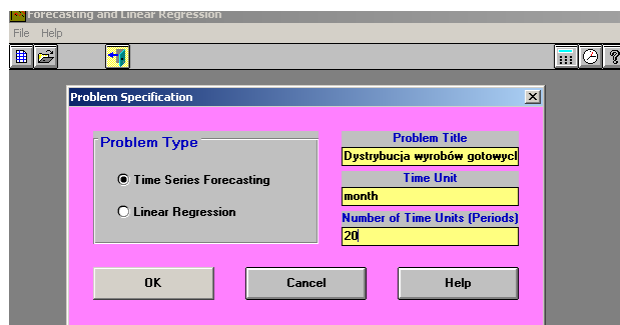 Forecasting and Linear Regression
File Help
Problem Specification
Problem Type
Time Series Forecasting
Linear Regression
Problem Title
Dystrybucja wyrobów gotowycl
Time Unit
month
Number of Time Units (Periods)
20
OK Cancel Help